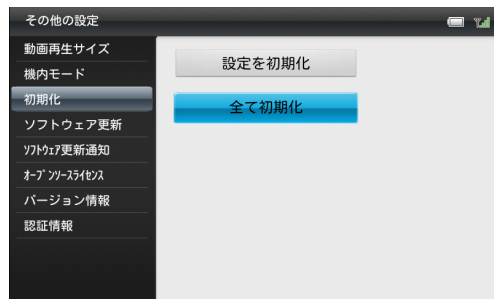 その他の設定
動画再生サイズ
機内モード
設定を初期化
初期化
全て初期化
ソフトウェア更新
ｿﾌﾄｳｪｱ更新通知
ｵｰﾌﾟﾝｿｰｽﾗｲｾﾝｽ
バージョン情報
認証情報